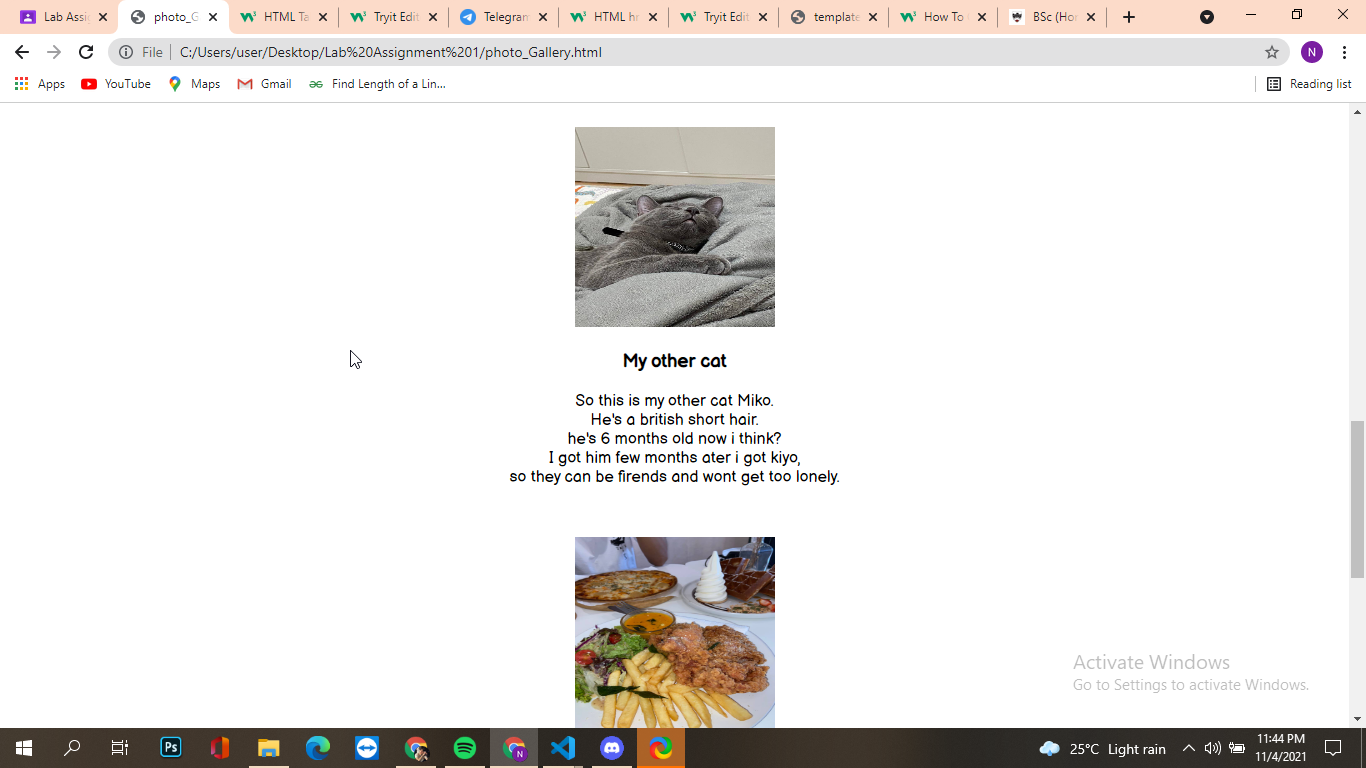 Lab Assi
photo_G
HTML Ta
Tryit Edit
Telegram
HTML hr
Tryit Edit
template
How To
BSc (Hon
File
C:/Users/user/Desktop/Lab%20Assignment%201/photo_Gallery.html
N
Apps
YouTube
Maps
Gmail
Find Length of a Lin...
Reading list
My other cat
So this is my other cat Miko.
He's a british short hair.
he's 6 months old now i think?
I got him few months ater i got kiyo,
so they can be firends and wont get too lonely.
Activate Windows
Go to Settings to activate Windows.
Ps
N
25°C Light rain
11:44 PM
11/4/2021